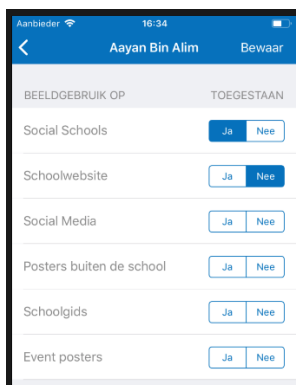 Aanbieder 16:34
Aayan Bin Alim Bewaar
BEELDGEBRUIK OP TOEGESTAAN
Social Schools Ja Nee
Schoolwebsite Ja Nee
Social Media Ja Nee
Posters buiten de school Ja Nee
Schoolgids Ja Nee
Event posters Ja Nee